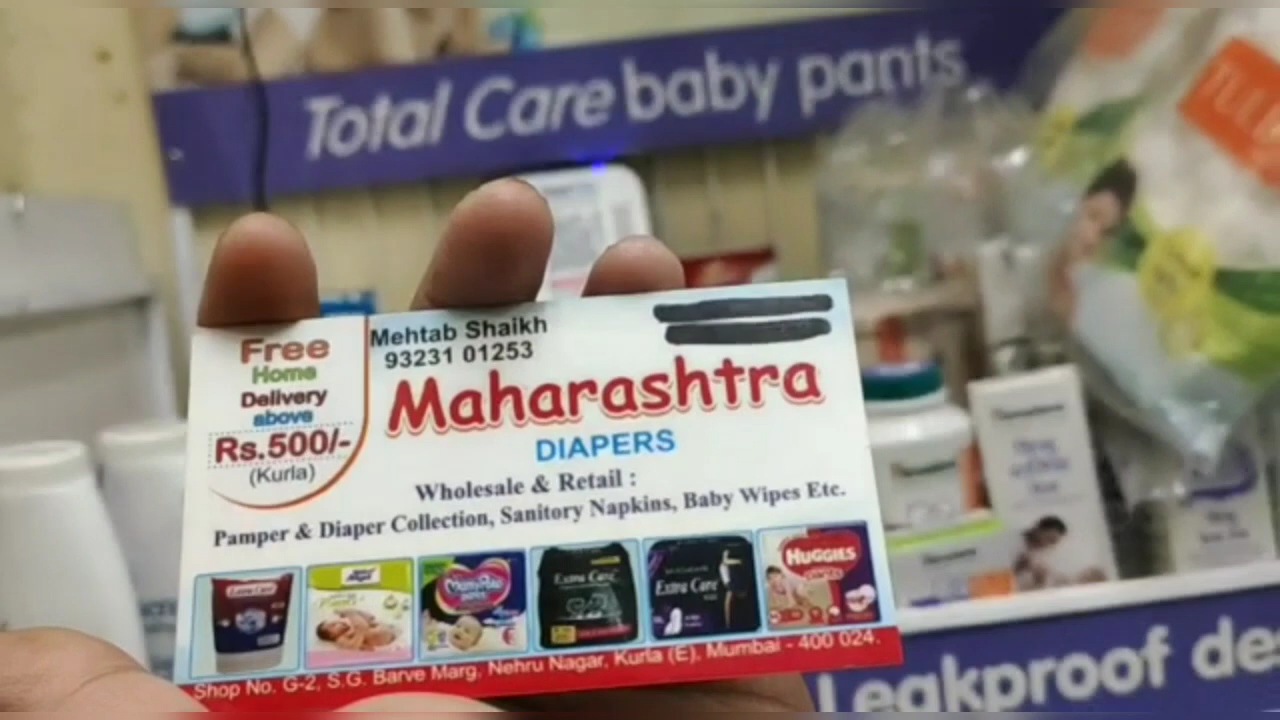 Total Care baby pants
Free
Home
Delivery
above
Rs.500/-
(Kurla)
Mehtab Shaikh
93231 01253
Maharashtra
DIAPERS
Wholesale & Retail :
Pamper & Diaper Collection, Sanitory Napkins, Baby Wipes Etc.
Extra Care
Extra Care
HUGGIES
pants
Shop No. G-2, S.G. Barve Marg, Nehru Nagar, Kurla (E), Mumbai - 400 024.
Leakproof de